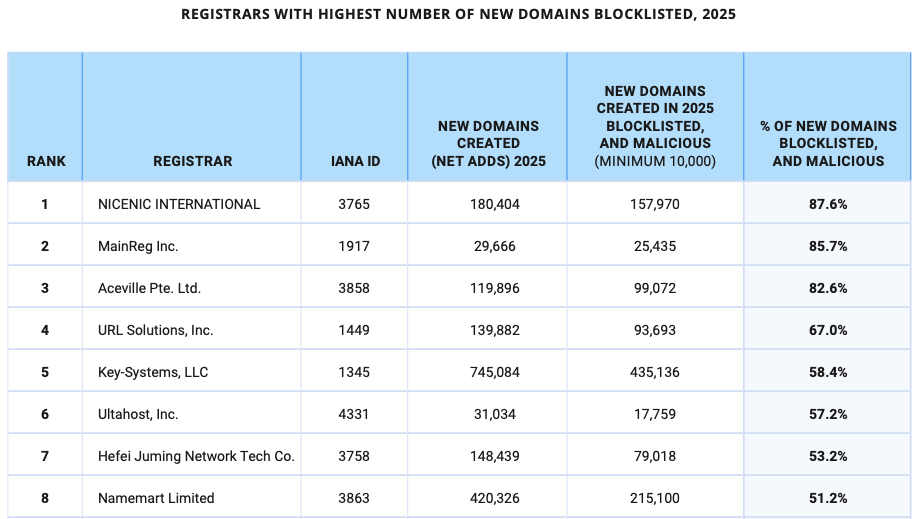 REGISTRARS WITH HIGHEST NUMBER OF NEW DOMAINS BLOCKLISTED, 2025
RANK REGISTRAR IANA ID NEW DOMAINS CREATED (NET ADDS) 2025 NEW DOMAINS CREATED IN 2025 BLOCKLISTED, AND MALICIOUS (MINIMUM 10,000) % OF NEW DOMAINS BLOCKLISTED, AND MALICIOUS
1 NICENIC INTERNATIONAL 3765 180,404 157,970 87.6%
2 MainReg Inc. 1917 29,666 25,435 85.7%
3 Aceville Pte. Ltd. 3858 119,896 99,072 82.6%
4 URL Solutions, Inc. 1449 139,882 93,693 67.0%
5 Key-Systems, LLC 1345 745,084 435,136 58.4%
6 Ultahost, Inc. 4331 31,034 17,759 57.2%
7 Hefei Juming Network Tech Co. 3758 148,439 79,018 53.2%
8 Namemart Limited 3863 420,326 215,100 51.2%